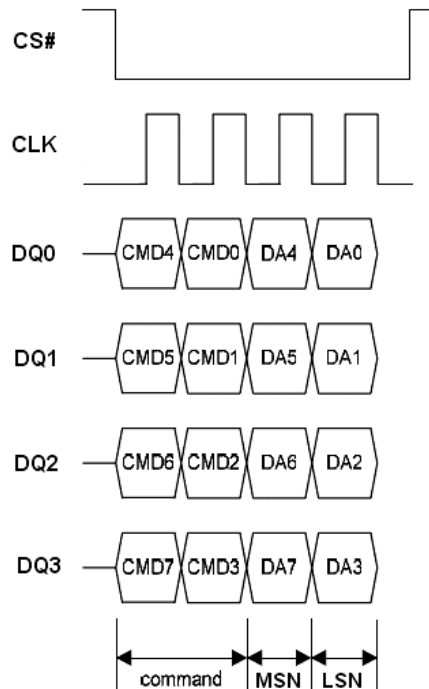 CS#
CLK
DQ0 CMD4 CMD0 DA4 DA0
DQ1 CMD5 CMD1 DA5 DA1
DQ2 CMD6 CMD2 DA6 DA2
DQ3 CMD7 CMD3 DA7 DA3
command MSN LSN